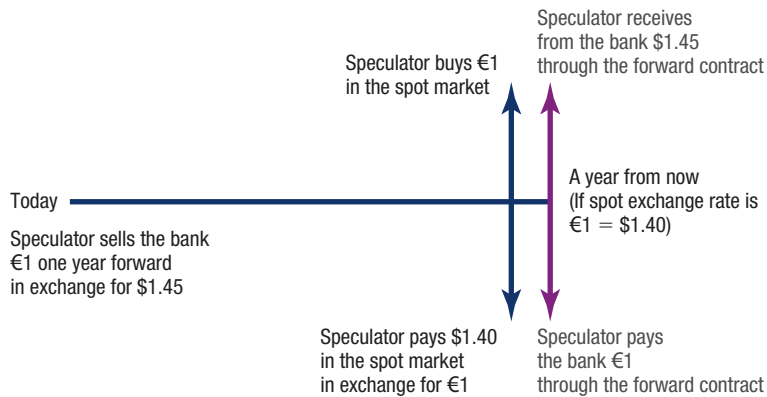 Speculator receives
from the bank $1.45
through the forward contract
Speculator buys €1
in the spot market
Today
A year from now
(If spot exchange rate is
€1 = $1.40)
Speculator sells the bank
€1 one year forward
in exchange for $1.45
Speculator pays $1.40
in the spot market
in exchange for €1
Speculator pays
the bank €1
through the forward contract